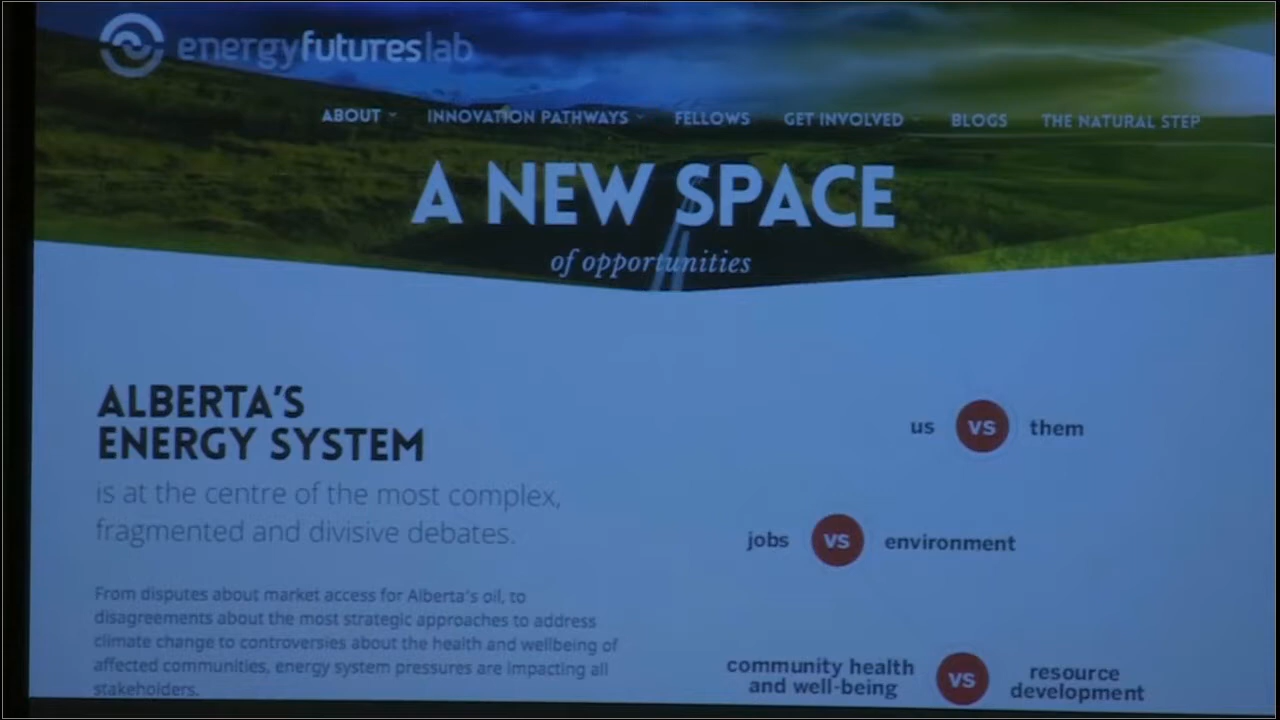 energyfutureslab
ABOUT INNOVATION PATHWAYS FELLOWS GET INVOLVED BLOGS THE NATURAL STEP
A NEW SPACE
of opportunities
ALBERTA'S
ENERGY SYSTEM
is at the centre of the most complex,
fragmented and divisive debates.
From disputes about market access for Alberta's oil, to
disagreements about the most strategic approaches to address
climate change to controversies about the health and wellbeing of
affected communities, energy system pressures are impacting all
stakeholders.
us vs them
jobs vs environment
community health
and well-being
vs
resource
development